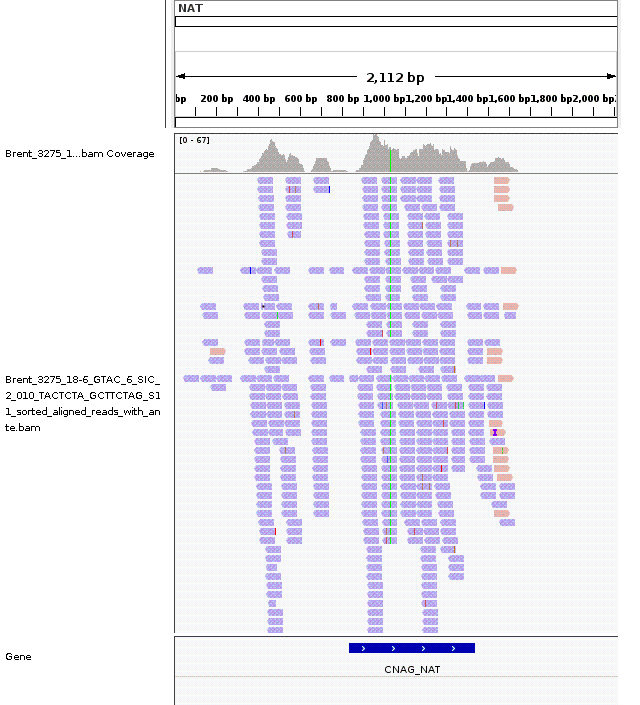 NAT
2,112 bp
bp 200 bp 400 bp 600 bp 800 bp 1,000 bp 1,200 bp 1,400 bp 1,600 bp 1,800 bp 2,000 bp
[0 - 67]
Brent_3275_1...bam Coverage
Brent_3275_18-6_GTAC_6_SIC_
2_010_TACTCTA_GCTTCTAG_S1
1_sorted_aligned_reads_with_an
te.bam
Gene
CNAG_NAT